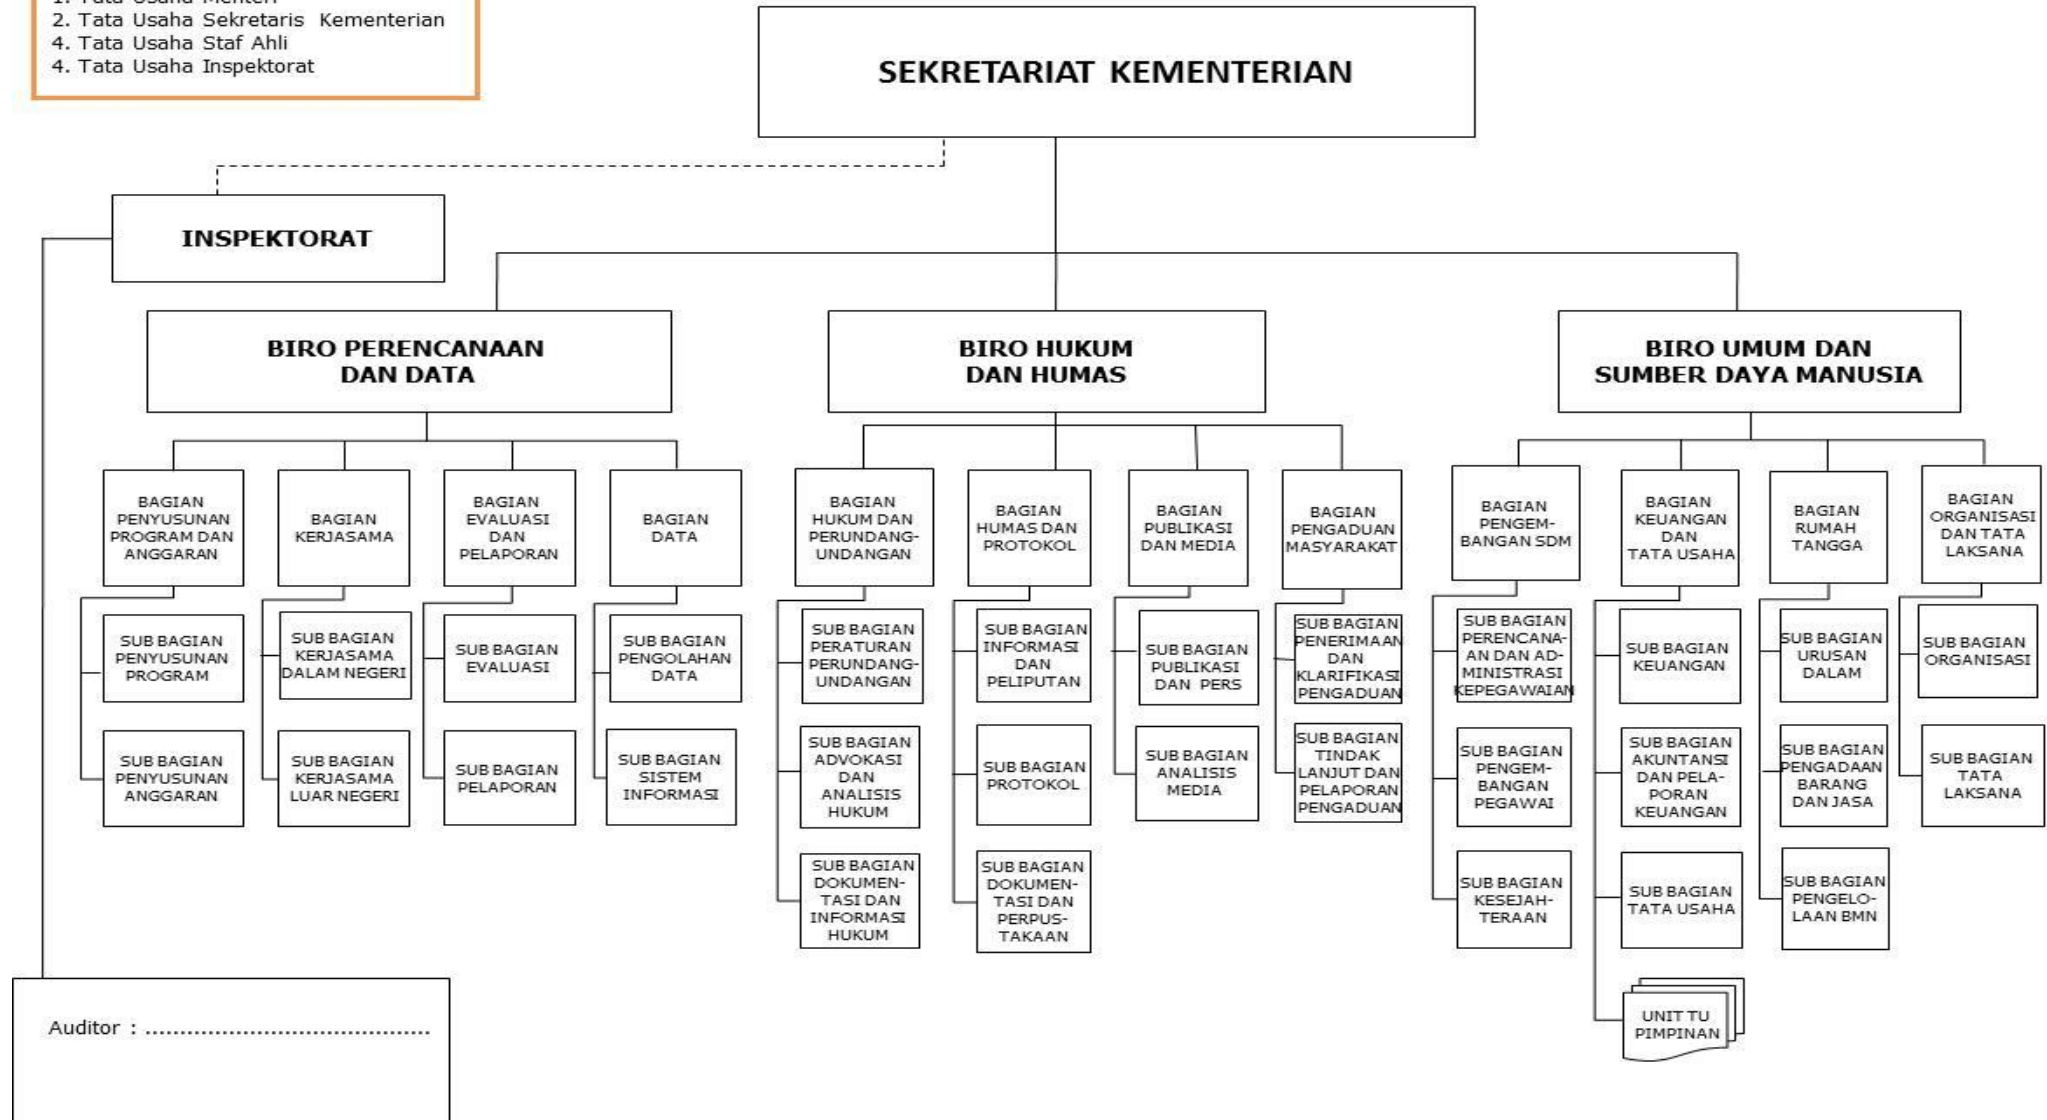 1. Tata Usaha Menteri
2. Tata Usaha Sekretaris Kementerian
4. Tata Usaha Staf Ahli
4. Tata Usaha Inspektorat
SEKRETARIAT KEMENTERIAN
INSPEKTORAT
BIRO PERENCANAAN
DAN DATA
BIRO HUKUM
DAN HUMAS
BIRO UMUM DAN
SUMBER DAYA MANUSIA
BAGIAN
PENYUSUNAN
PROGRAM DAN
ANGGARAN
BAGIAN
KERJASAMA
BAGIAN
EVALUASI
DAN
PELAPORAN
BAGIAN
DATA
BAGIAN
HUKUM DAN
PERUNDANG-
UNDANGAN
BAGIAN
HUMAS DAN
PROTOKOL
BAGIAN
PUBLIKASI
DAN MEDIA
BAGIAN
PENGADUAN
MASYARAKAT
BAGIAN
PENGEM-
BANGAN SDM
BAGIAN
KEUANGAN
DAN
TATA USAHA
BAGIAN
RUMAH
TANGGA
BAGIAN
ORGANISASI
DAN TATA
LAKSANA
SUB BAGIAN
PENYUSUNAN
PROGRAM
SUB BAGIAN
KERJASAMA
DALAM NEGERI
SUB BAGIAN
EVALUASI
SUB BAGIAN
PENGOLAHAN
DATA
SUB BAGIAN
PERATURAN
PERUNDANG-
UNDANGAN
SUB BAGIAN
INFORMASI
DAN
PELIPUTAN
SUB BAGIAN
PUBLIKASI
DAN PERS
SUB BAGIAN
PENERIMAAN
DAN
KLARIFIKASI
PENGADUAN
SUB BAGIAN
PERENCANA-
AN DAN AD-
MINISTRASI
KEPEGAWAIAN
SUB BAGIAN
KEUANGAN
SUB BAGIAN
URUSAN
DALAM
SUB BAGIAN
ORGANISASI
SUB BAGIAN
PENYUSUNAN
ANGGARAN
SUB BAGIAN
KERJASAMA
LUAR NEGERI
SUB BAGIAN
PELAPORAN
SUB BAGIAN
SISTEM
INFORMASI
SUB BAGIAN
ADVOKASI
DAN
ANALISIS
HUKUM
SUB BAGIAN
PROTOKOL
SUB BAGIAN
ANALISIS
MEDIA
SUB BAGIAN
TINDAK
LANJUT DAN
PELAPORAN
PENGADUAN
SUB BAGIAN
PENGEM-
BANGAN
PEGAWAI
SUB BAGIAN
AKUNTANSI
DAN PELA-
PORAN
KEUANGAN
SUB BAGIAN
PENGADAAN
BARANG
DAN JASA
SUB BAGIAN
TATA
LAKSANA
SUB BAGIAN
DOKUMEN-
TASI DAN
INFORMASI
HUKUM
SUB BAGIAN
DOKUMEN-
TASI DAN
PERPUS-
TAKAAN
SUB BAGIAN
KESEJAH-
TERAAN
SUB BAGIAN
TATA USAHA
SUB BAGIAN
PENGELO-
LAAN BMN
UNIT TU
PIMPINAN
Auditor : .........................................